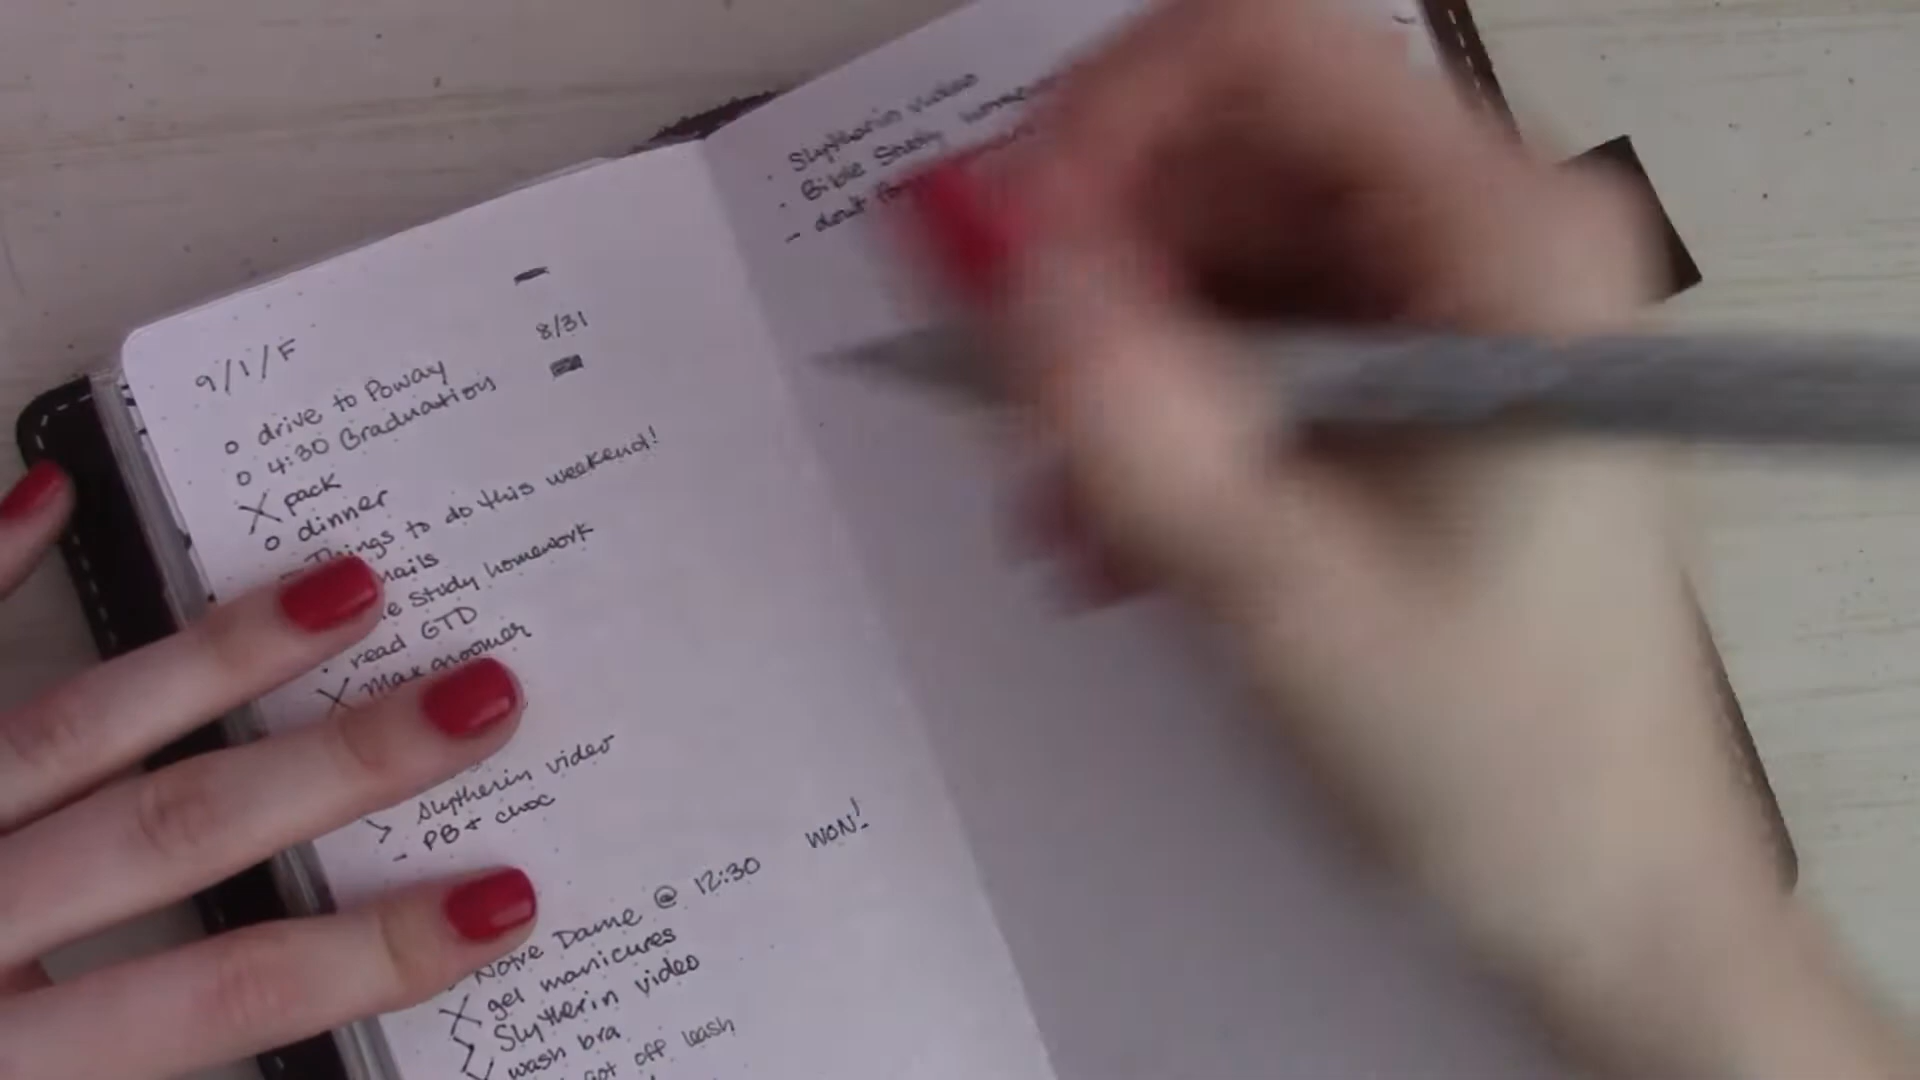 9/1/F
8/31
o drive to Poway
o 4:30 Graduation
X pack
o dinner
- Things to do this weekend!
nails
study homework
· read GTD
X Max groomer
> Slytherin video
- PB + choc
Notre Dame @ 12:30 WON!
X gel manicures
> Slytherin video
wash bra
got off leash
· Slytherin video
· Bible Study
- don't